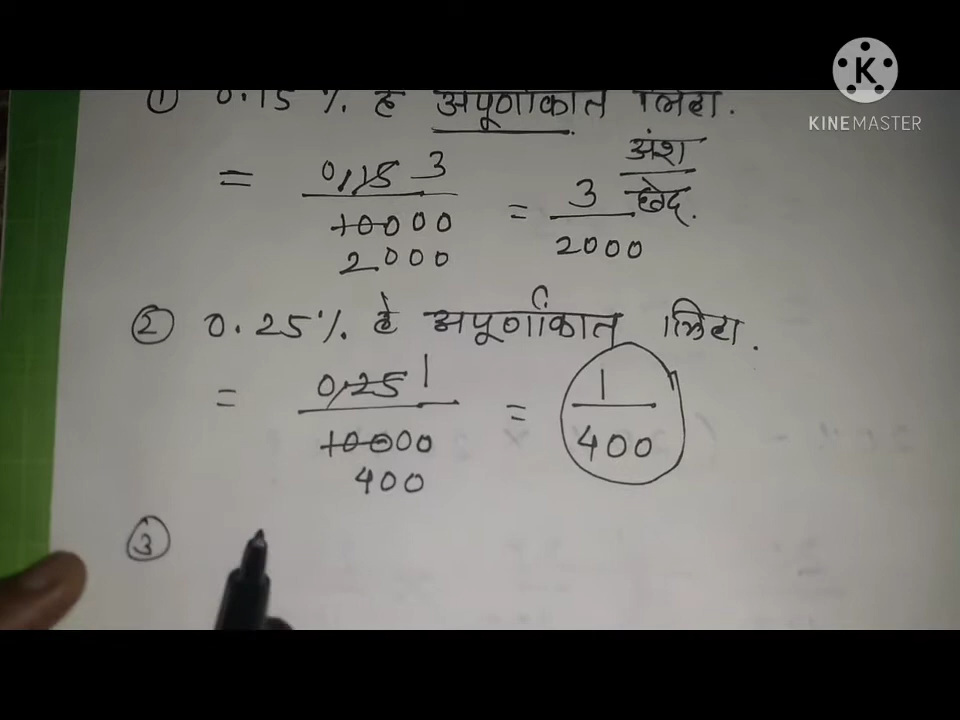 ① 0.15 % हे अपूर्णांकात लिहा.
K
KINEMASTER
= 0.15 3 / 10000 2000 = 3 / 2000 अंश / छेद.
② 0.25 % हे अपूर्णांकात लिहा.
= 0.25 1 / 10000 400 = 1 / 400
③